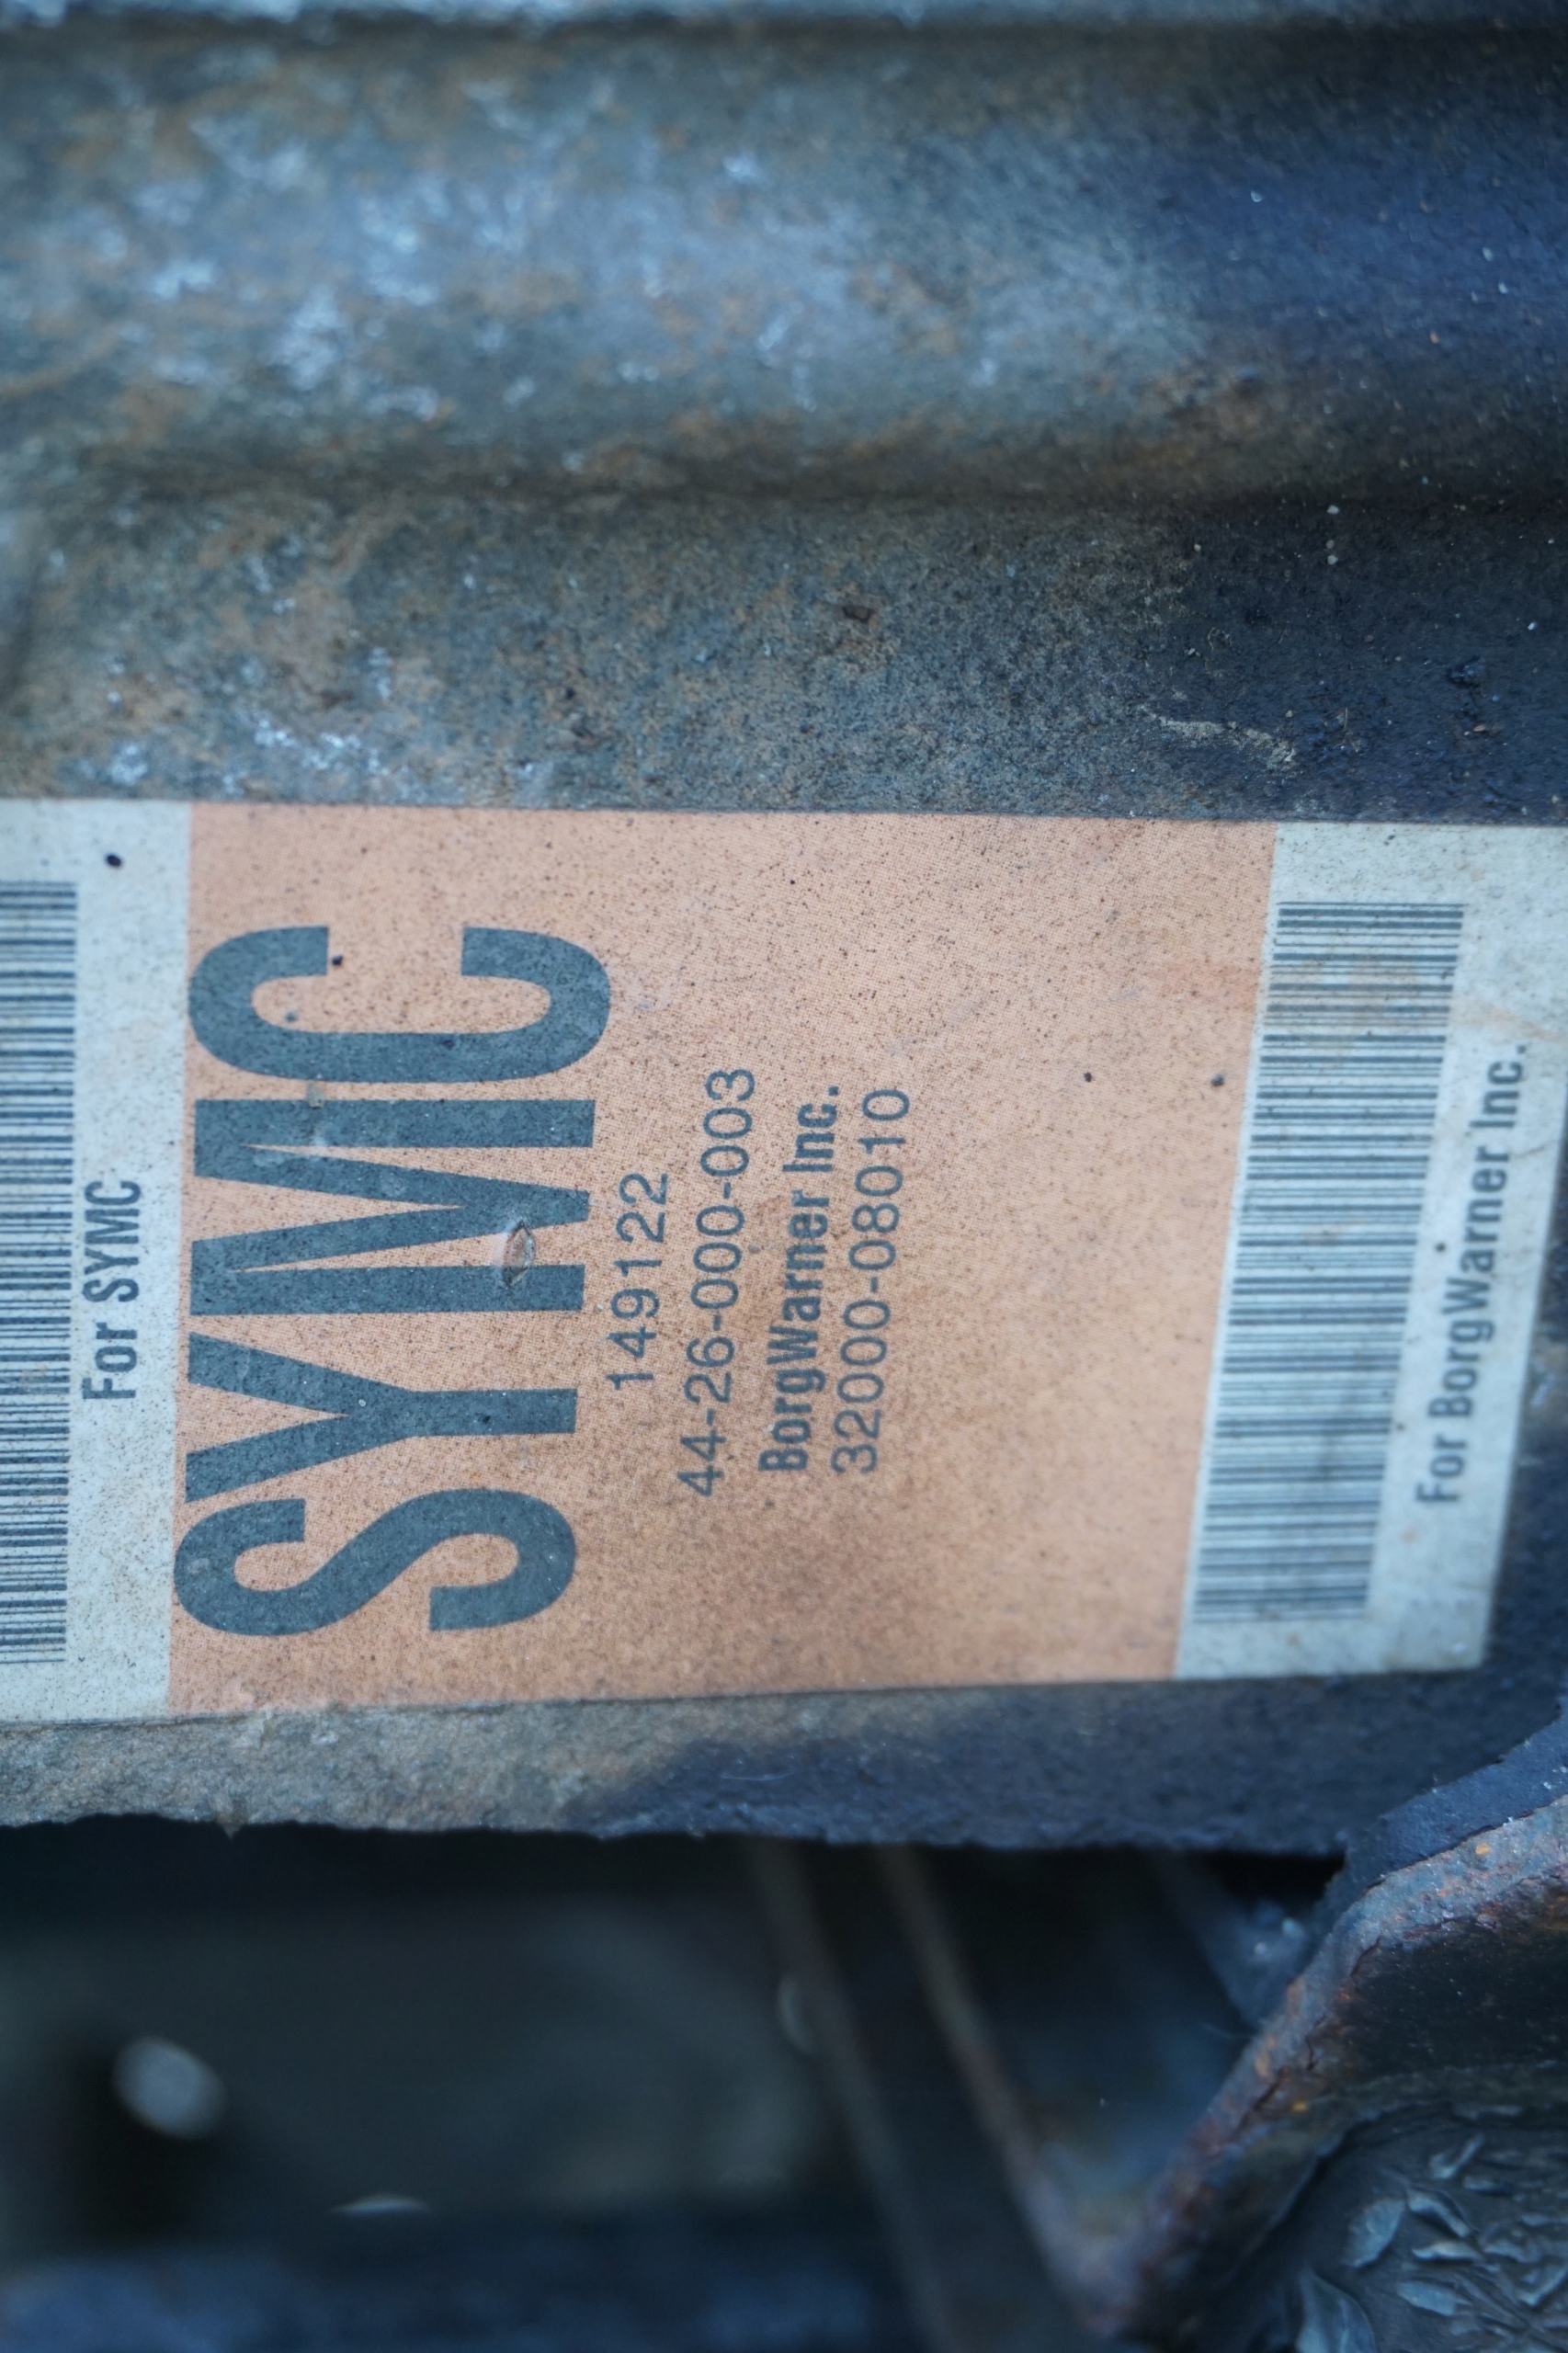 For SYMC
SYMC
149122
44-26-000-003
BorgWarner Inc.
32000-08010
For BorgWarner Inc.